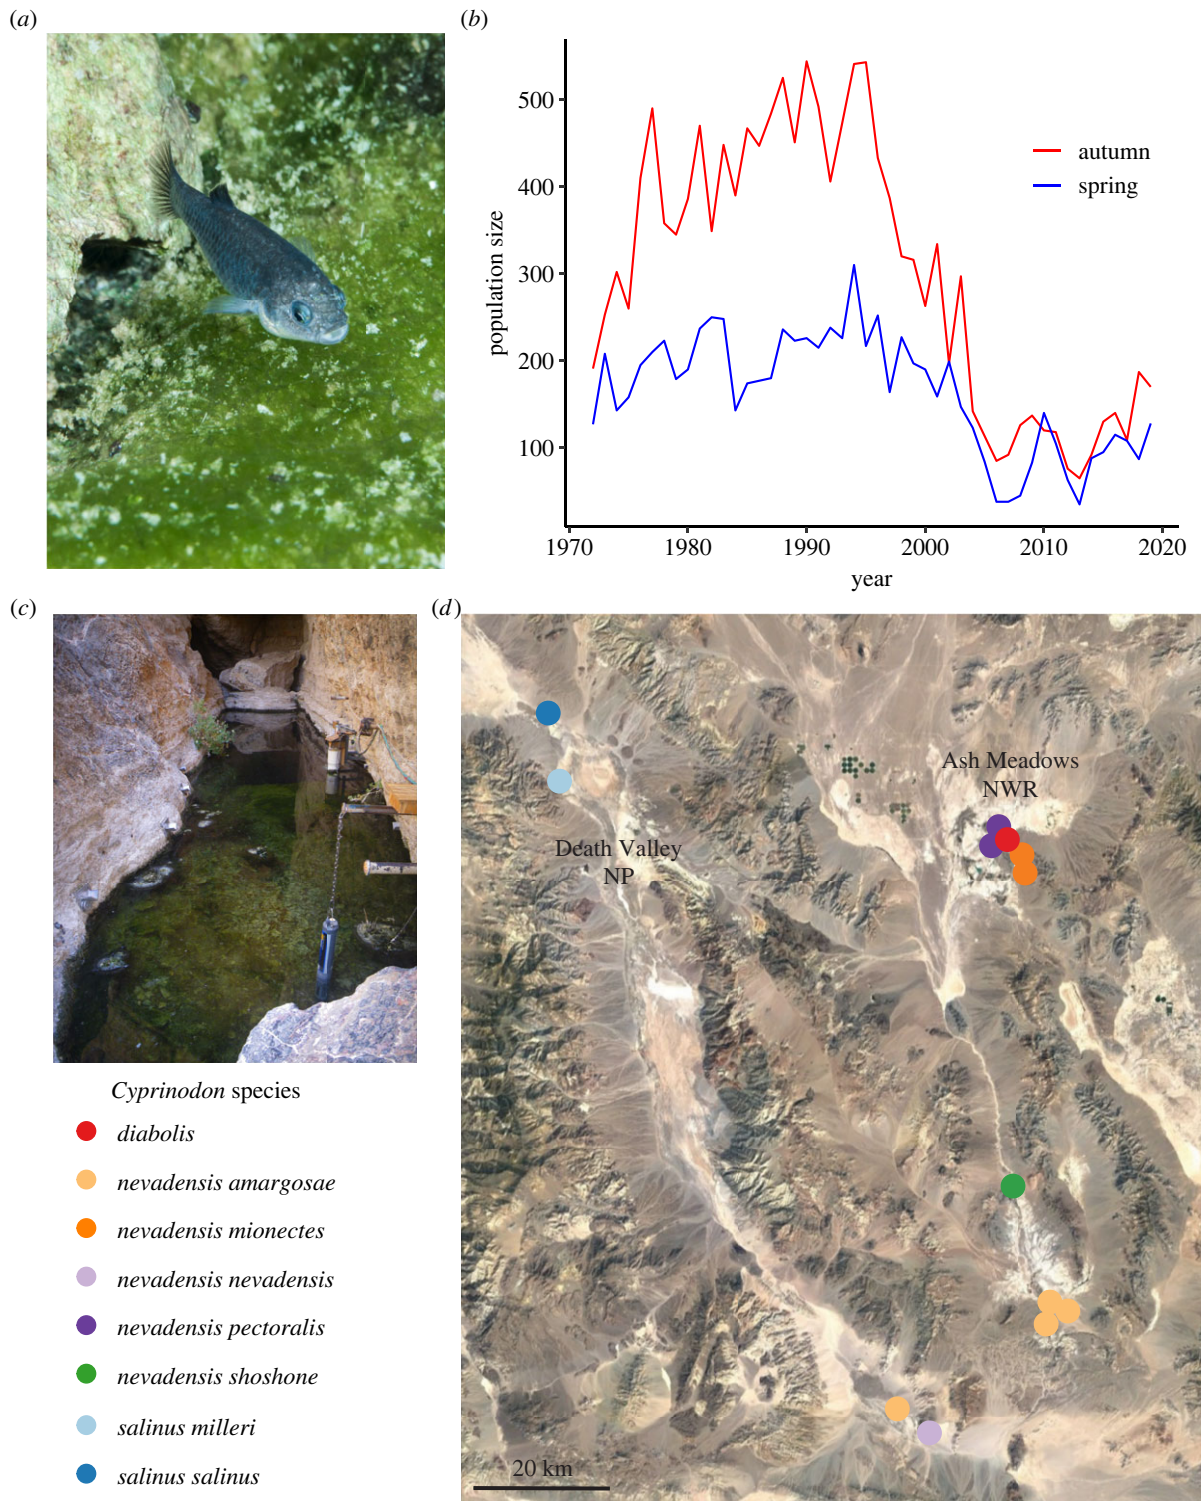 (a)
(b)
500
400
300
200
100
population size
autumn
spring
1970
1980
1990
2000
2010
2020
year
(c)
(d)
Ash Meadows
NWR
Death Valley
NP
20 km
Cyprinodon species
diabolis
nevadensis amargosae
nevadensis mionectes
nevadensis nevadensis
nevadensis pectoralis
nevadensis shoshone
salinus milleri
salinus salinus